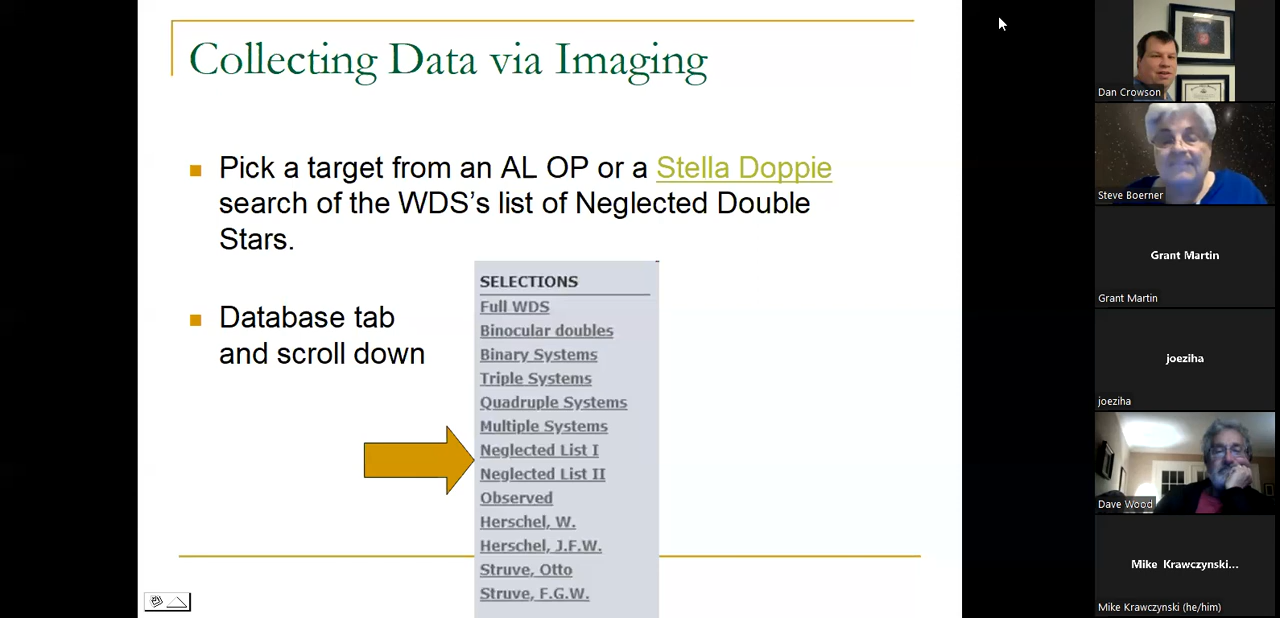 Collecting Data via Imaging
Pick a target from an AL OP or a Stella Doppie
search of the WDS's list of Neglected Double
Stars.
Database tab
and scroll down
SELECTIONS
Full WDS
Binocular doubles
Binary Systems
Triple Systems
Quadruple Systems
Multiple Systems
Neglected List I
Neglected List II
Observed
Herschel, W.
Herschel, J.F.W.
Struve, Otto
Struve, F.G.W.
Dan Crowson
Steve Boerner
Grant Martin
Grant Martin
joeziha
joeziha
Dave Wood
Mike Krawczynski...
Mike Krawczynski (he/him)